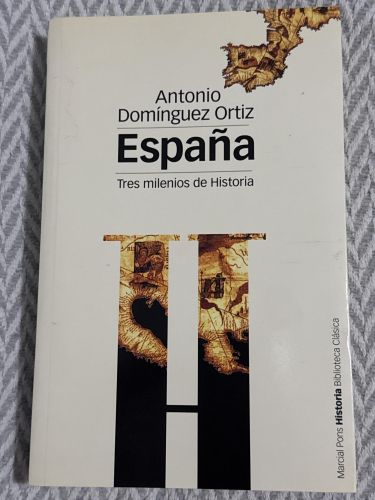 Antonio
Domínguez Ortiz
España
Tres milenios de Historia
H
Marcial Pons Historia Biblioteca Clásica